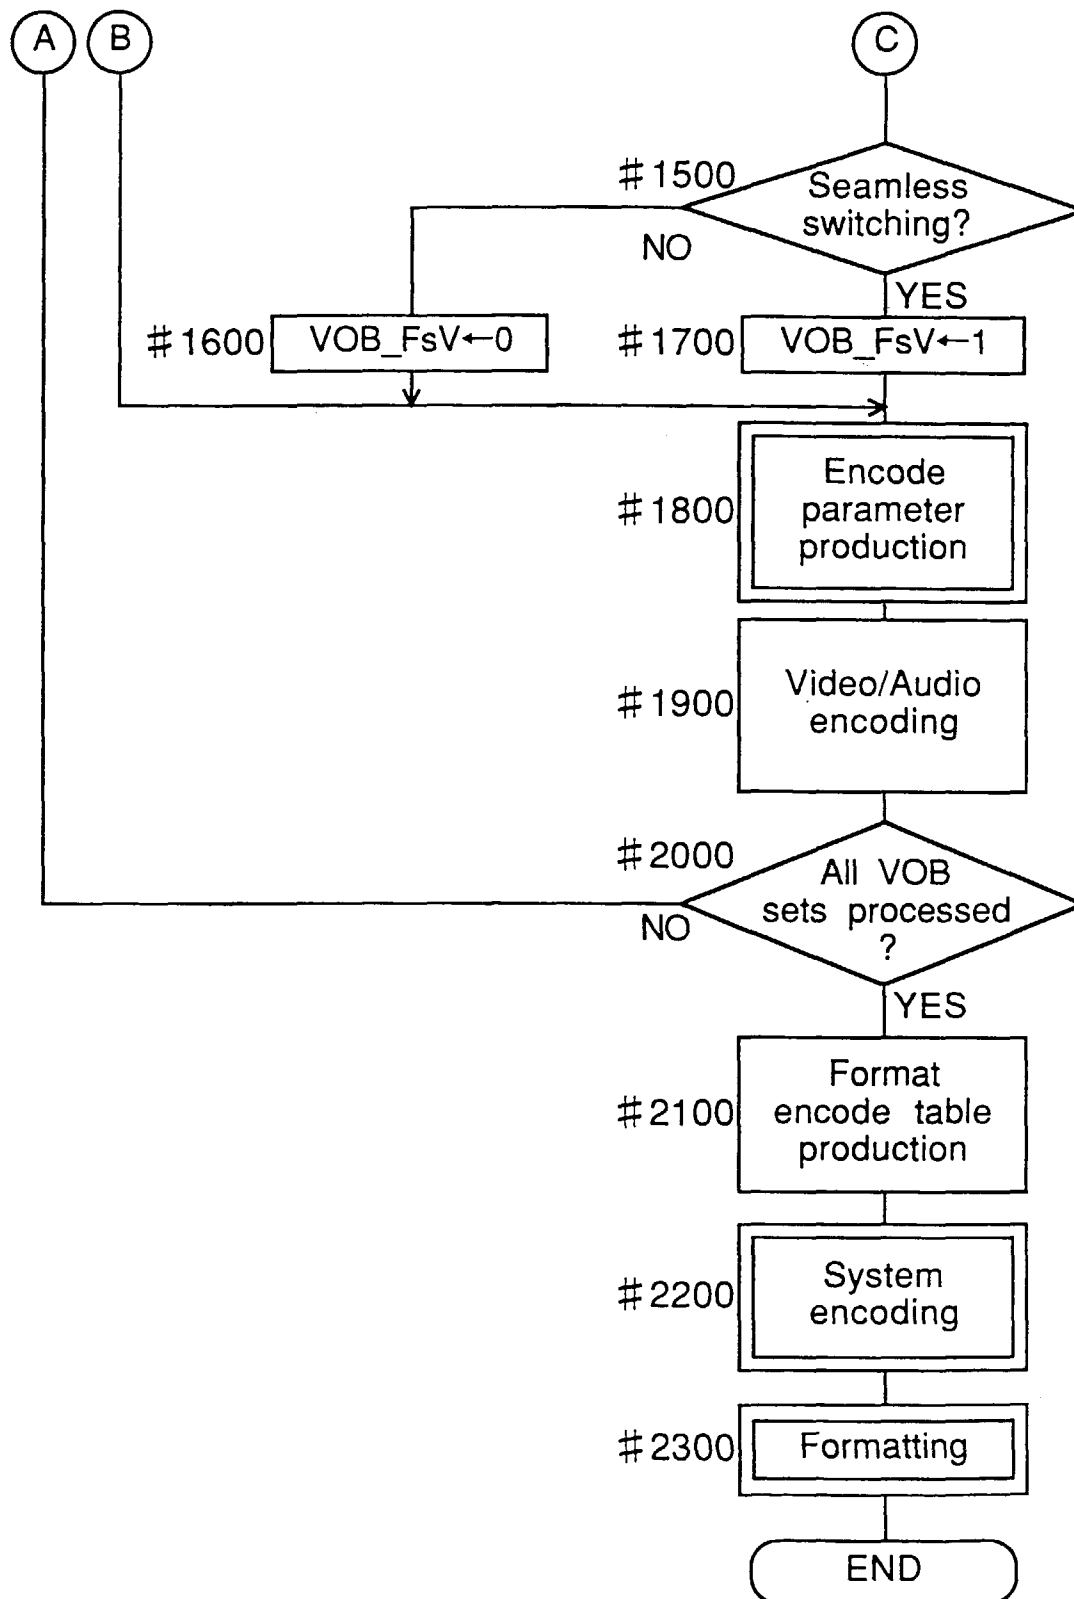 A B C
#1500
Seamless
switching?
NO
YES
#1600 VOB_FsV←0
#1700 VOB_FsV←1
#1800
Encode
parameter
production
#1900
Video/Audio
encoding
#2000
All VOB
sets processed
?
NO
YES
#2100
Format
encode table
production
#2200
System
encoding
#2300 Formatting
END